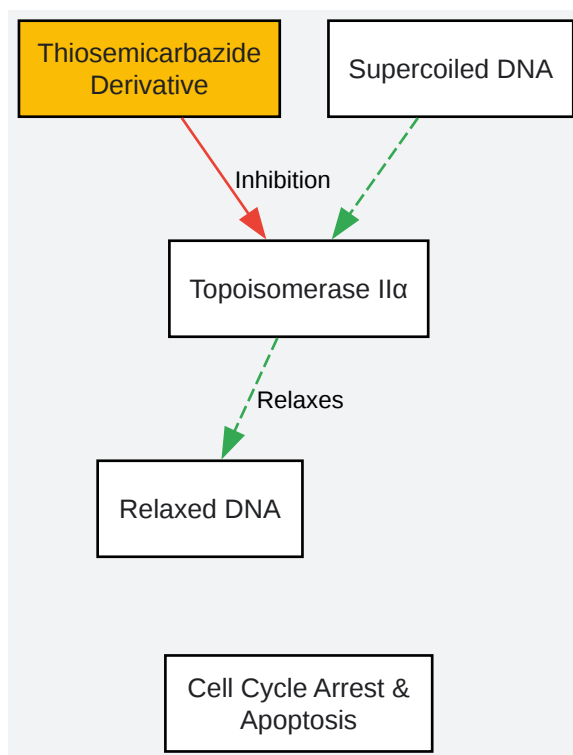 Thiosemicarbazide
Derivative
Supercoiled DNA
Inhibition
Topoisomerase IIα
Relaxes
Relaxed DNA
Cell Cycle Arrest &
Apoptosis